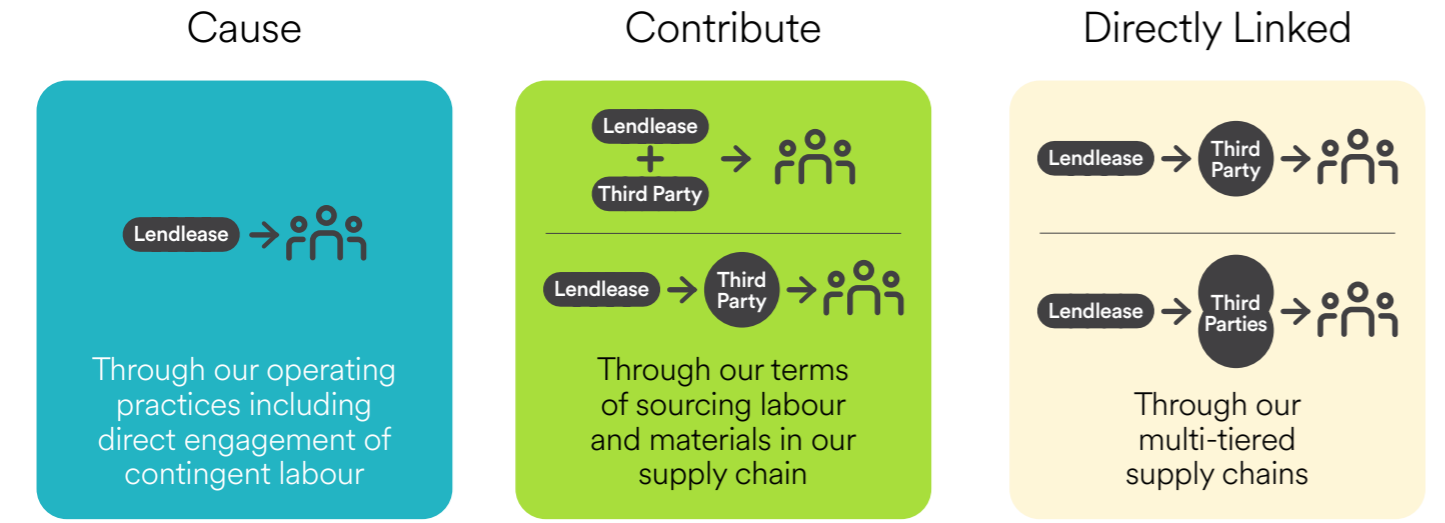 Cause
Lendlease
Through our operating
practices including
direct engagement of
contingent labour
Contribute
Lendlease
+
Third Party
Lendlease
Third
Party
Through our terms
of sourcing labour
and materials in our
supply chain
Directly Linked
Lendlease
Third
Party
Lendlease
Third
Parties
Through our
multi-tiered
supply chains